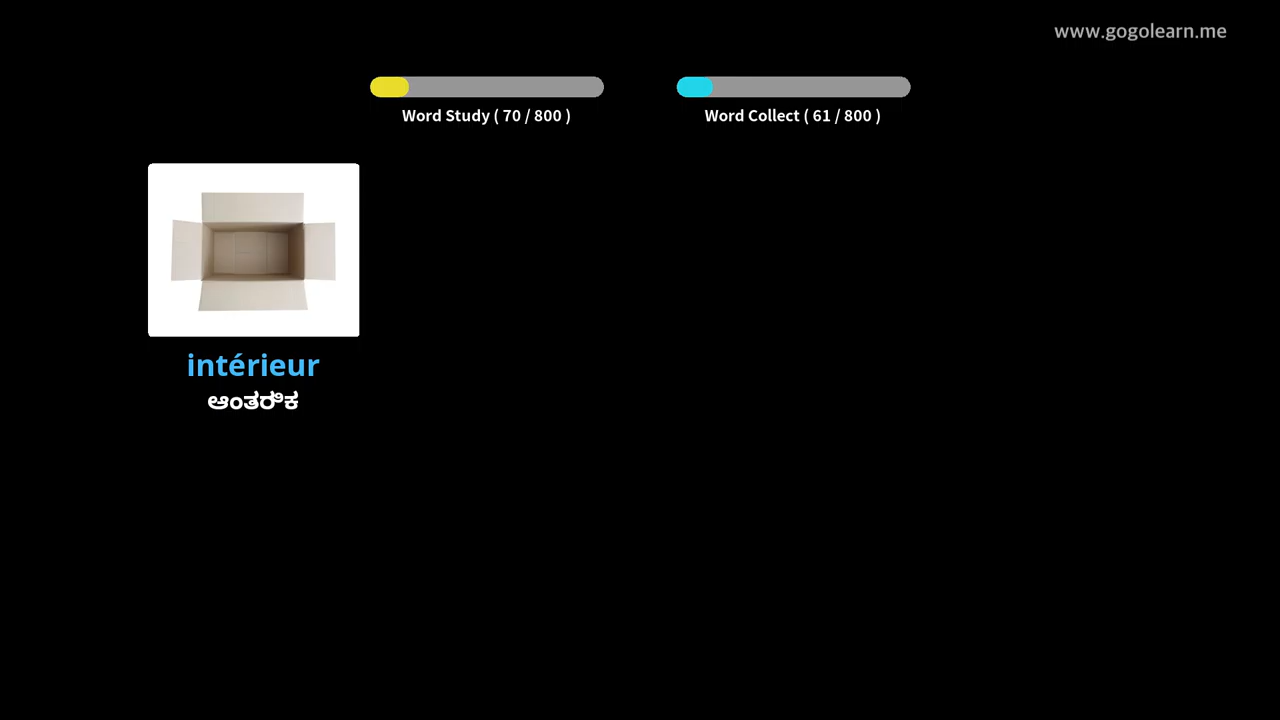 www.gogolearn.me
Word Study ( 70 / 800 )
Word Collect ( 61 / 800 )
intérieur
ಆಂತರಿಕ